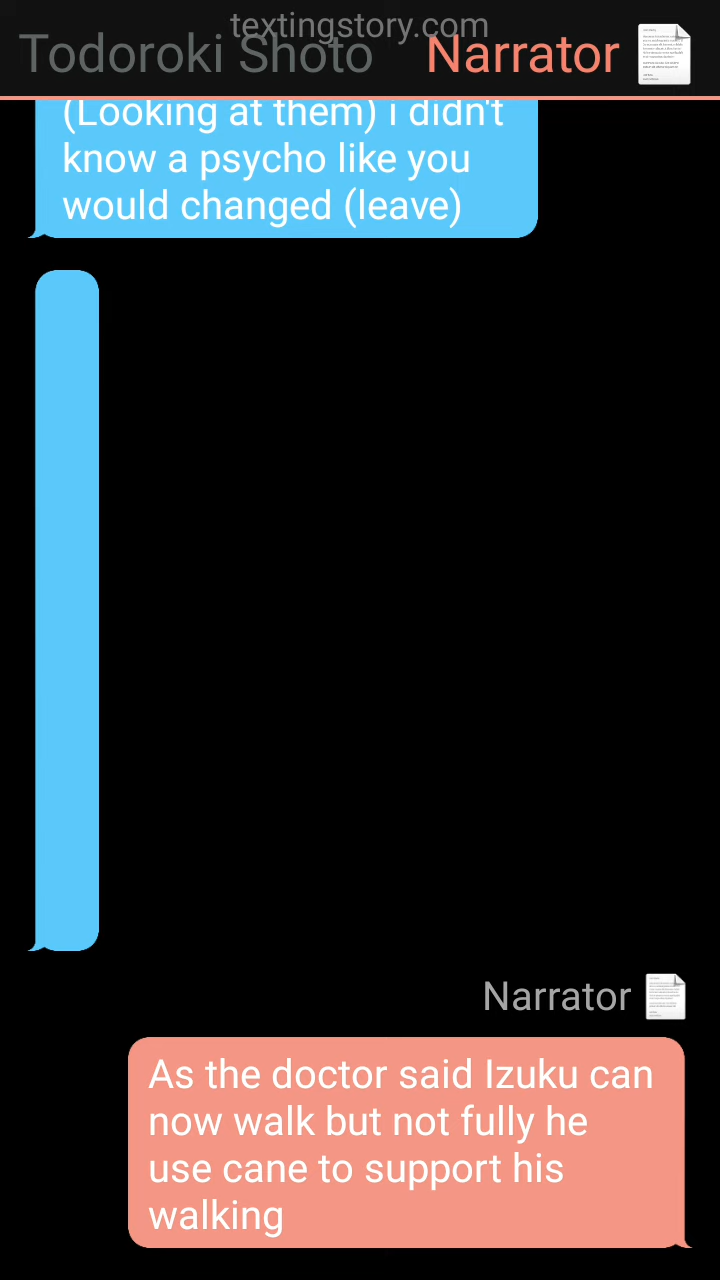 textingstory.com
Todoroki Shoto Narrator
(Looking at them) i didn't
know a psycho like you
would changed (leave)
Narrator
As the doctor said Izuku can
now walk but not fully he
use cane to support his
walking